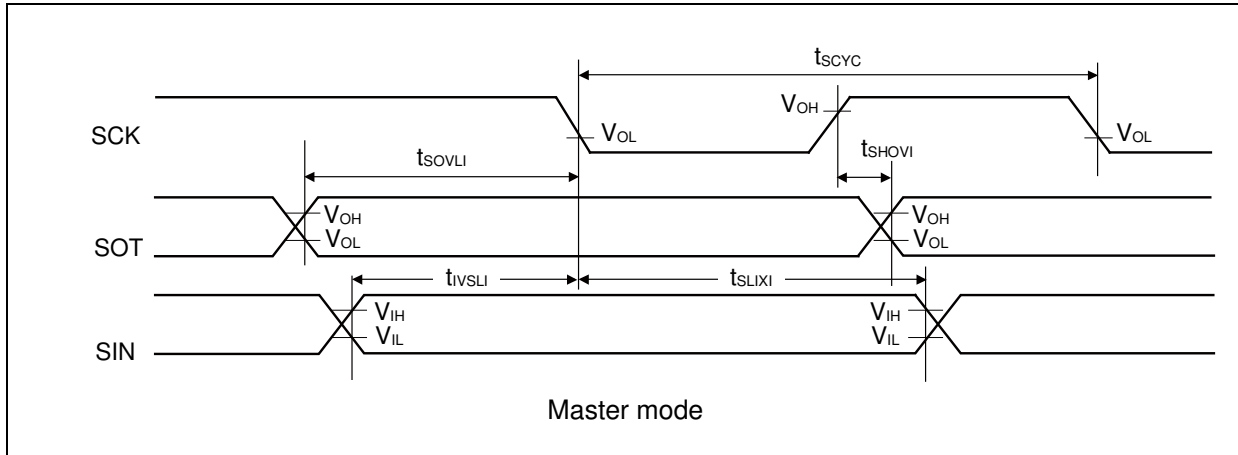 tSCYC
VOH
SCK
VOL
VOL
tSOVLI
tSHOVI
VOH
VOH
SOT
VOL
VOL
tIVSLI
tSLIXI
VIH
VIH
VIL
VIL
SIN
Master mode